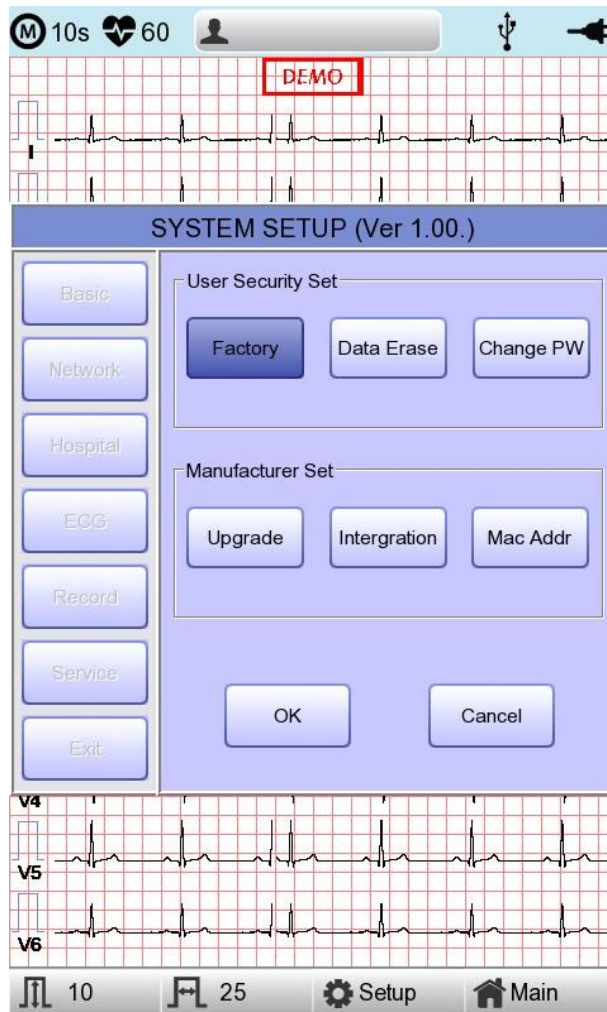 M 10s 60
DEMO
I
SYSTEM SETUP (Ver 1.00.)
Basic
Network
Hospital
ECG
Record
Service
Exit
User Security Set
Factory Data Erase Change PW
Manufacturer Set
Upgrade Intergration Mac Addr
OK Cancel
V4
V5
V6
10 25 Setup Main